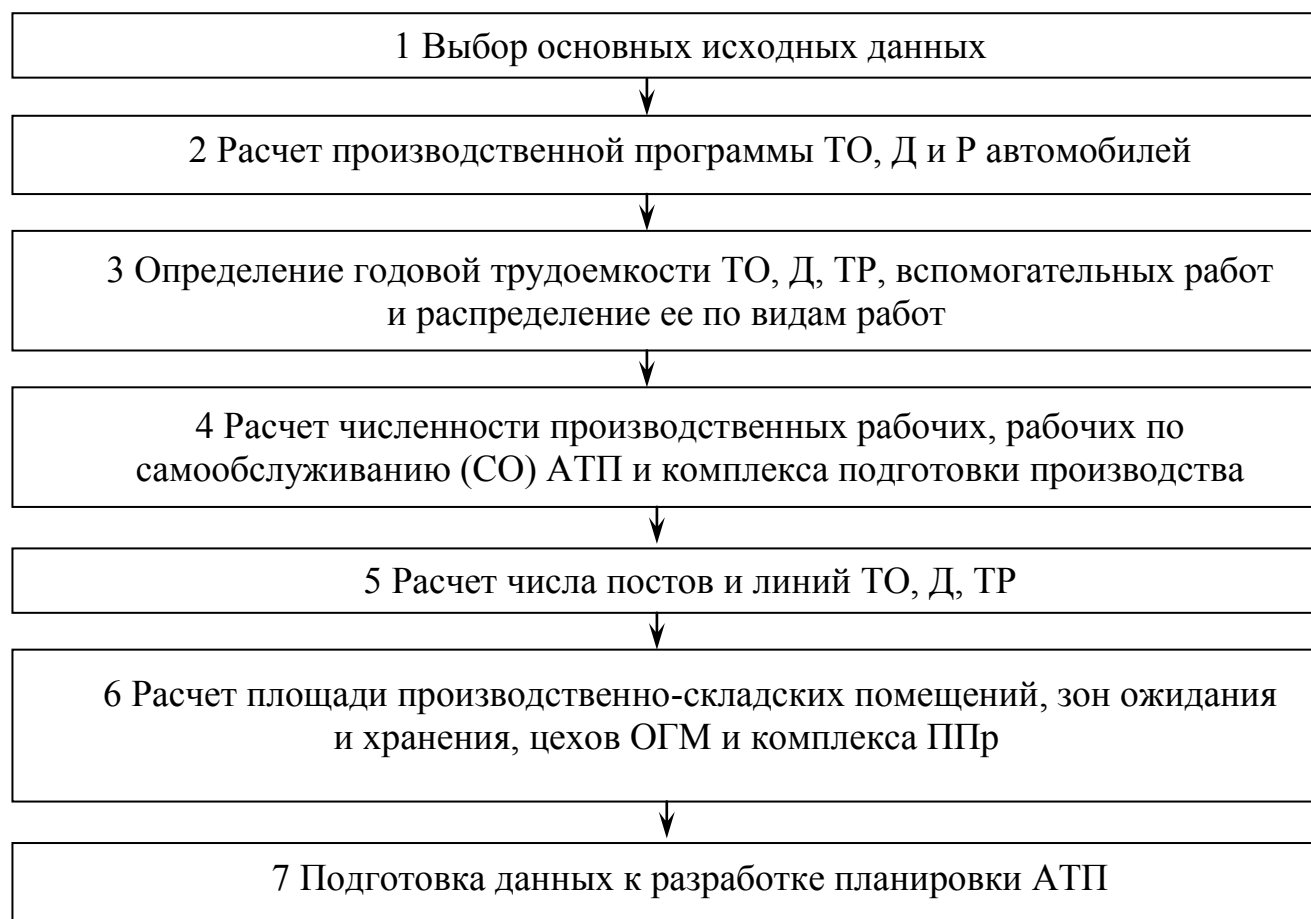 1 Выбор основных исходных данных
2 Расчет производственной программы ТО, Д и Р автомобилей
3 Определение годовой трудоемкости ТО, Д, ТР, вспомогательных работ
и распределение ее по видам работ
4 Расчет численности производственных рабочих, рабочих по
самообслуживанию (СО) АТП и комплекса подготовки производства
5 Расчет числа постов и линий ТО, Д, ТР
6 Расчет площади производственно-складских помещений, зон ожидания
и хранения, цехов ОГМ и комплекса ППр
7 Подготовка данных к разработке планировки АТП